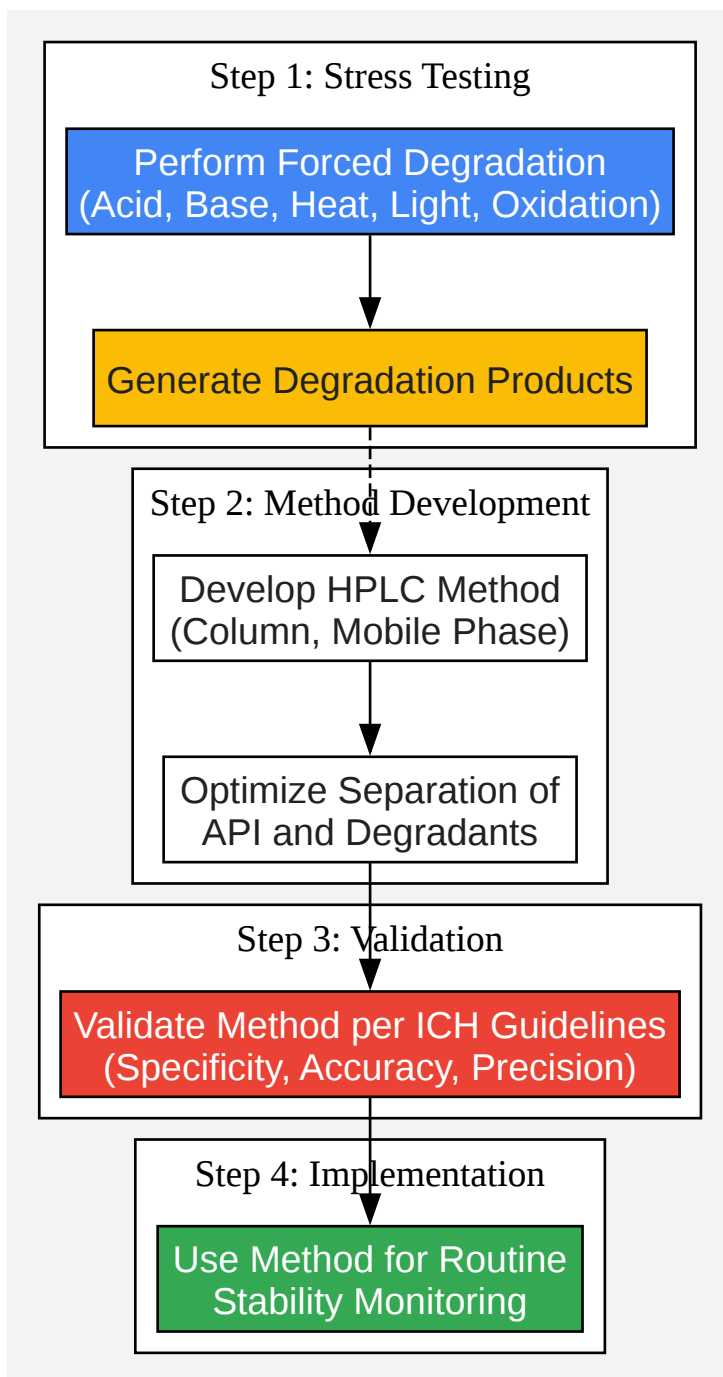 Step 1: Stress Testing
Perform Forced Degradation
(Acid, Base, Heat, Light, Oxidation)
Generate Degradation Products
Step 2: Method Development
Develop HPLC Method
(Column, Mobile Phase)
Optimize Separation of
API and Degradants
Step 3: Validation
Validate Method per ICH Guidelines
(Specificity, Accuracy, Precision)
Step 4: Implementation
Use Method for Routine
Stability Monitoring